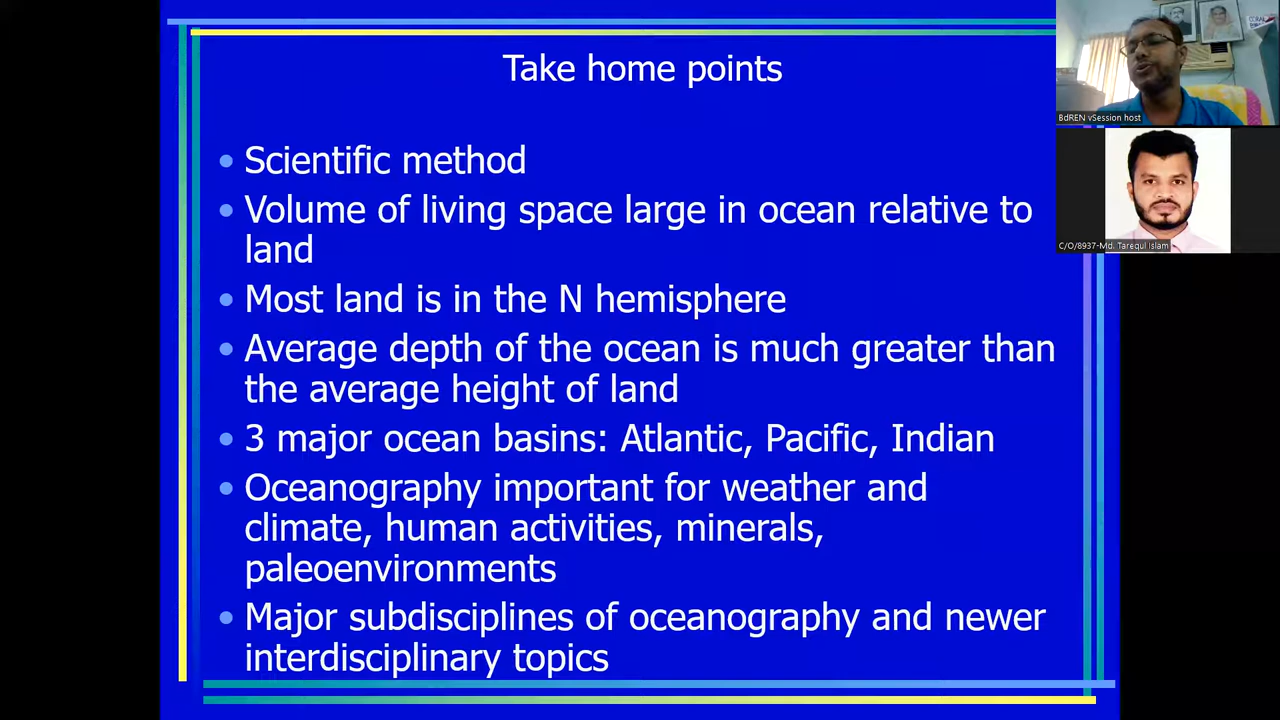 Take home points
Scientific method
Volume of living space large in ocean relative to
land
Most land is in the N hemisphere
Average depth of the ocean is much greater than
the average height of land
3 major ocean basins: Atlantic, Pacific, Indian
Oceanography important for weather and
climate, human activities, minerals,
paleoenvironments
Major subdisciplines of oceanography and newer
interdisciplinary topics
BdREN vSession host
C/O/8937-Md. Tarequl Islam